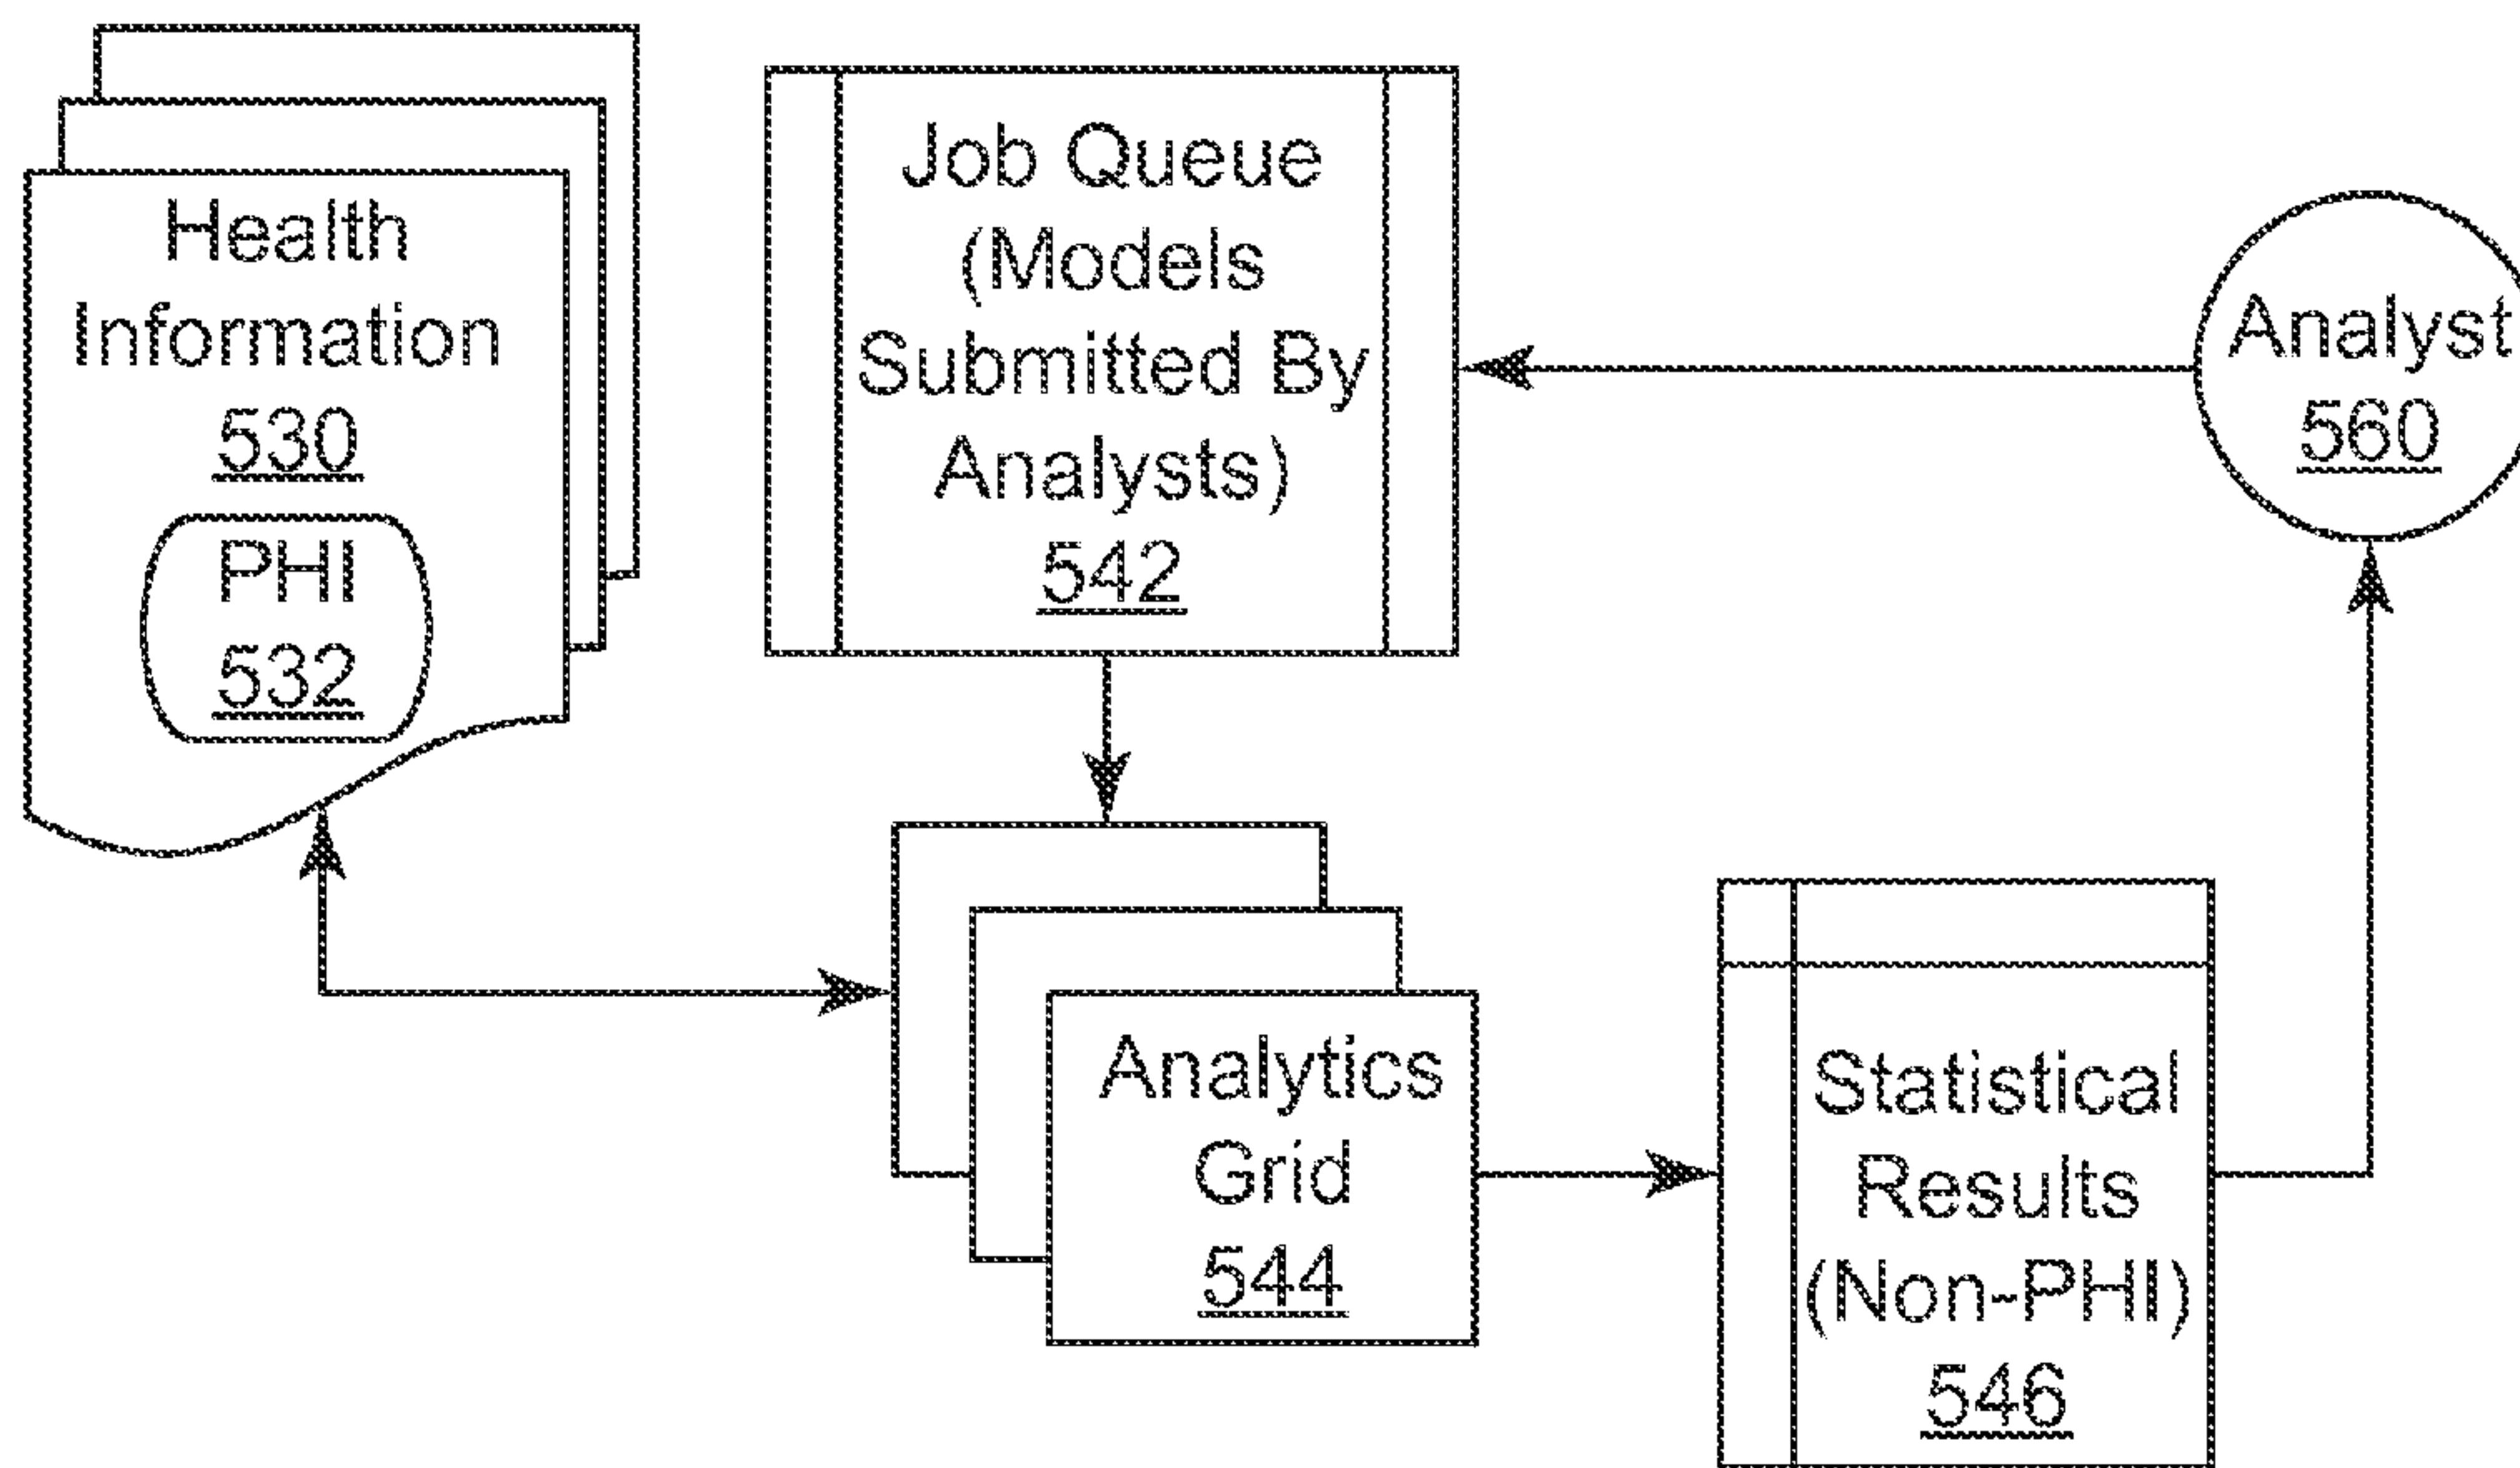 Health
Information
530
PHI
532
Job Queue
(Models
Submitted By
Analysts)
542
Analyst
560
Analytics
Grid
544
Statistical
Results
(Non-PHI)
546